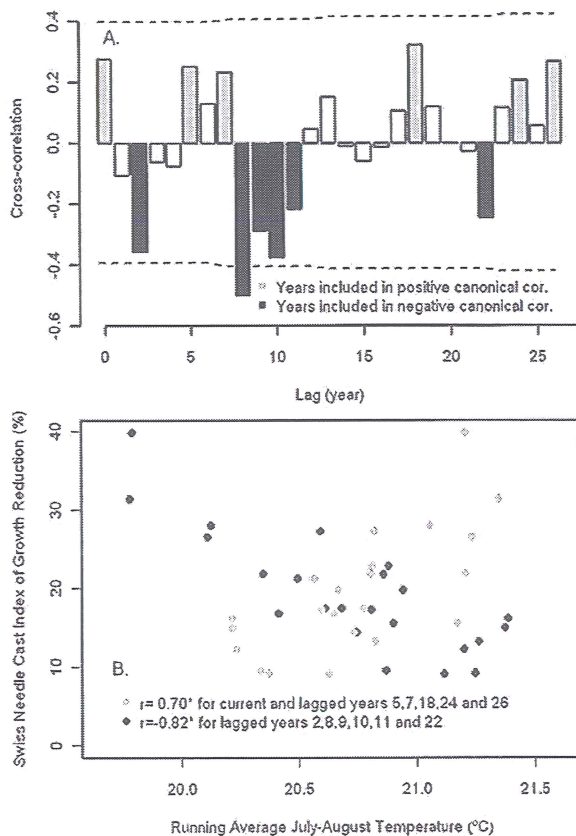 A.
0.4
0.2
0.0
-0.2
-0.4
-0.6
Cross-correlation
Years included in positive canonical cor.
Years included in negative canonical cor.
0 5 10 15 20 25
Lag (year)
Swiss Needle Cast Index of Growth Reduction (%)
40
30
20
10
0
B.
r= 0.70* for current and lagged years 5,7,18,24 and 26
r=-0.82* for lagged years 2,8,9,10,11 and 22
20.0 20.5 21.0 21.5
Running Average July-August Temperature (ºC)